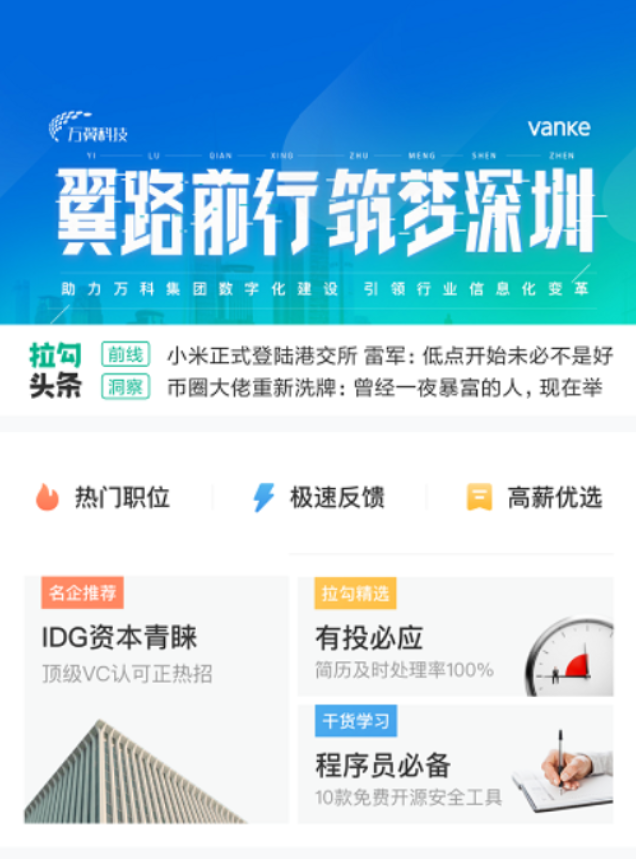 万翼科技
vanke
YI LU QIAN XING ZHU MENG SHEN ZHEN
翼路前行 筑梦深圳
助力万科集团数字化建设 引领行业信息化变革
拉勾
头条
前线 小米正式登陆港交所 雷军：低点开始未必不是好
洞察 币圈大佬重新洗牌：曾经一夜暴富的人，现在举
热门职位
极速反馈
高薪优选
名企推荐
IDG资本青睐
顶级VC认可正热招
拉勾精选
有投必应
简历及时处理率100%
干货学习
程序员必备
10款免费开源安全工具